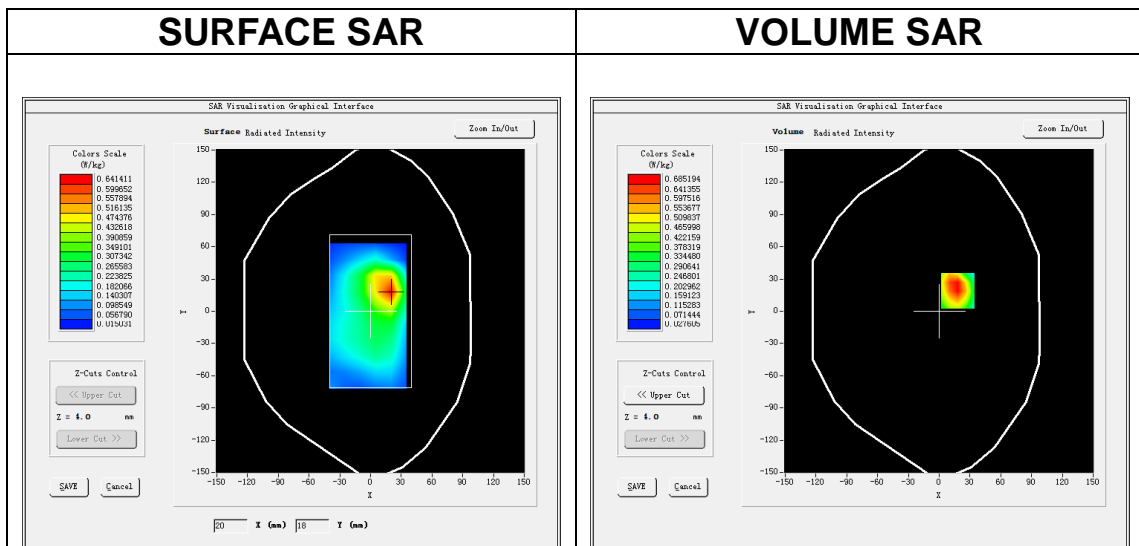 SURFACE SAR
VOLUME SAR
SAR Visualisation Graphical Interface
Surface Radiated Intensity
Zoom In/Out
Colors Scale
(W/kg)
0.641411
0.599652
0.557894
0.516135
0.474376
0.432618
0.390859
0.349101
0.307342
0.265583
0.223825
0.182066
0.140307
0.098549
0.056790
0.015031
Z-Cuts Control
<< Upper Cut
Z = 4.0 mm
Lower Cut >>
SAVE Cancel
150
120
90
60
30
0
-30
-60
-90
-120
-150
Y
-150 -120 -90 -60 -30 0 30 60 90 120 150
X
20 X (mm) 18 Y (mm)
SAR Visualisation Graphical Interface
Volume Radiated Intensity
Zoom In/Out
Colors Scale
(W/kg)
0.685194
0.641355
0.597516
0.553677
0.509837
0.465998
0.422159
0.378319
0.334480
0.290641
0.246801
0.202962
0.159123
0.115283
0.071444
0.027605
Z-Cuts Control
<< Upper Cut
Z = 4.0 mm
Lower Cut >>
SAVE Cancel
150
120
90
60
30
0
-30
-60
-90
-120
-150
Y
-150 -120 -90 -60 -30 0 30 60 90 120 150
X